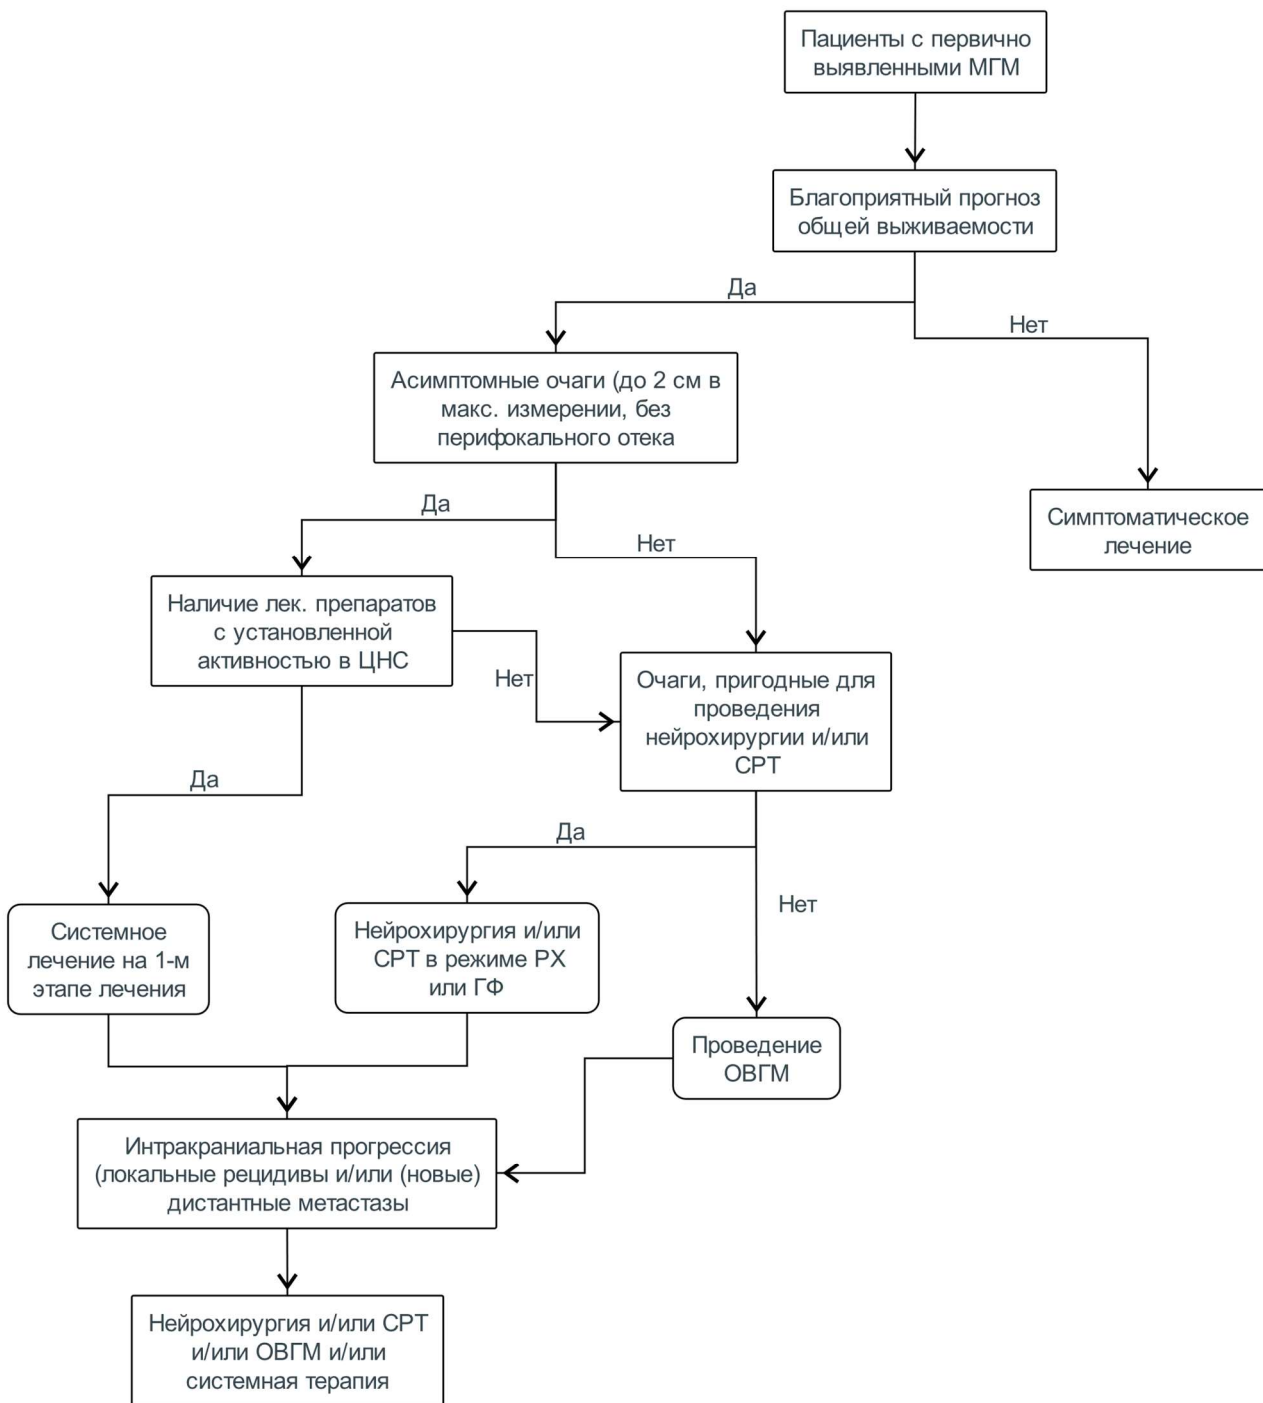 Пациенты с первично
выявленными МГМ
Благоприятный прогноз
общей выживаемости
Да
Нет
Асимптомные очаги (до 2 см в
макс. измерении, без
перифокального отека
Симптоматическое
лечение
Да
Нет
Наличие лек. препаратов
с установленной
активностью в ЦНС
Нет
Очаги, пригодные для
проведения
нейрохирургии и/или
СРТ
Да
Да
Нет
Системное
лечение на 1-м
этапе лечения
Нейрохирургия и/или
СРТ в режиме РХ
или ГФ
Проведение
ОВГМ
Интракраниальная прогрессия
(локальные рецидивы и/или (новые)
дистантные метастазы
Нейрохирургия и/или СРТ
и/или ОВГМ и/или
системная терапия